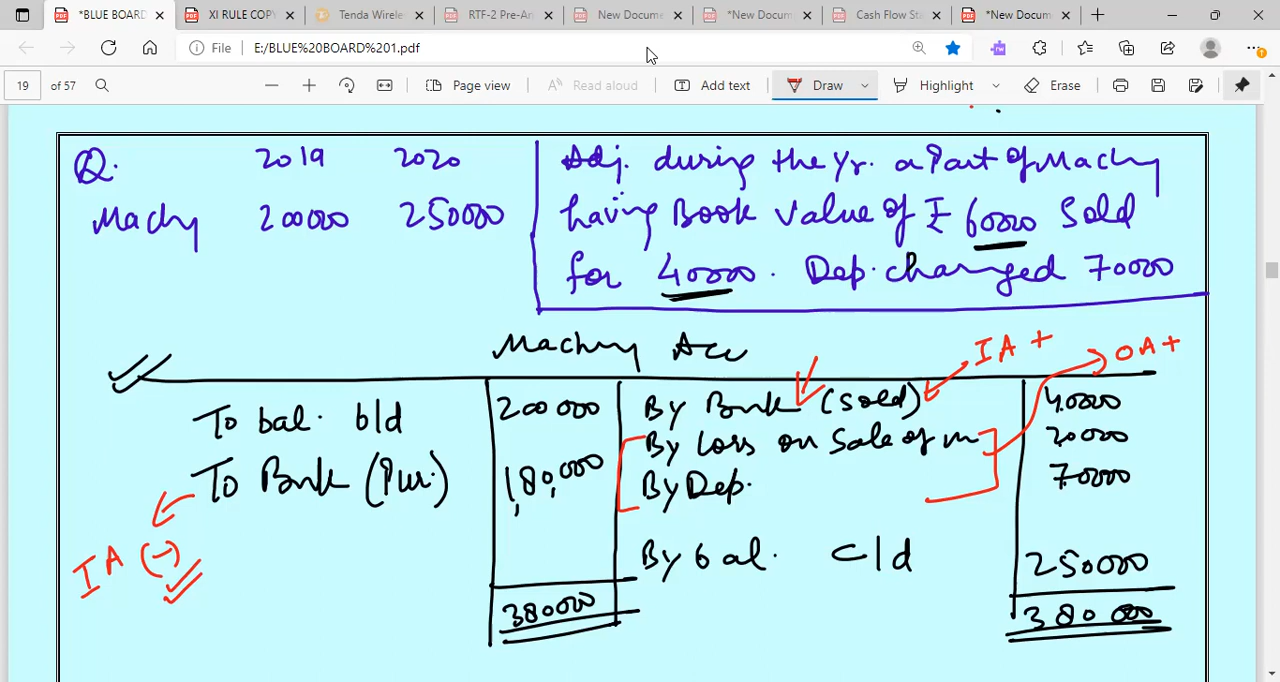 *BLUE BOARD
XI RULE COPY
Tenda Wirele
RTF-2 Pre-Ar
New Docume
*New Docum
Cash Flow St
*New Docum
File E:/BLUE%20BOARD%201.pdf
19 of 57
Page view
Read aloud
Add text
Draw
Highlight
Erase
Q. 2019 2020
Machy 200000 250000
Adj. during the Yr. a Part of Machy
having Book Value of ₹ 60000 Sold
for 40000. Dep. charged 70000
Machy Acc
IA +
OA+
To bal. b/d 200000 By Bank (Sold) 40000
By Loss on Sale of m 20000
To Bank (Pur.) 1,80,000 By Dep. 70000
IA (-)
By bal. c/d 250000
380000 380000